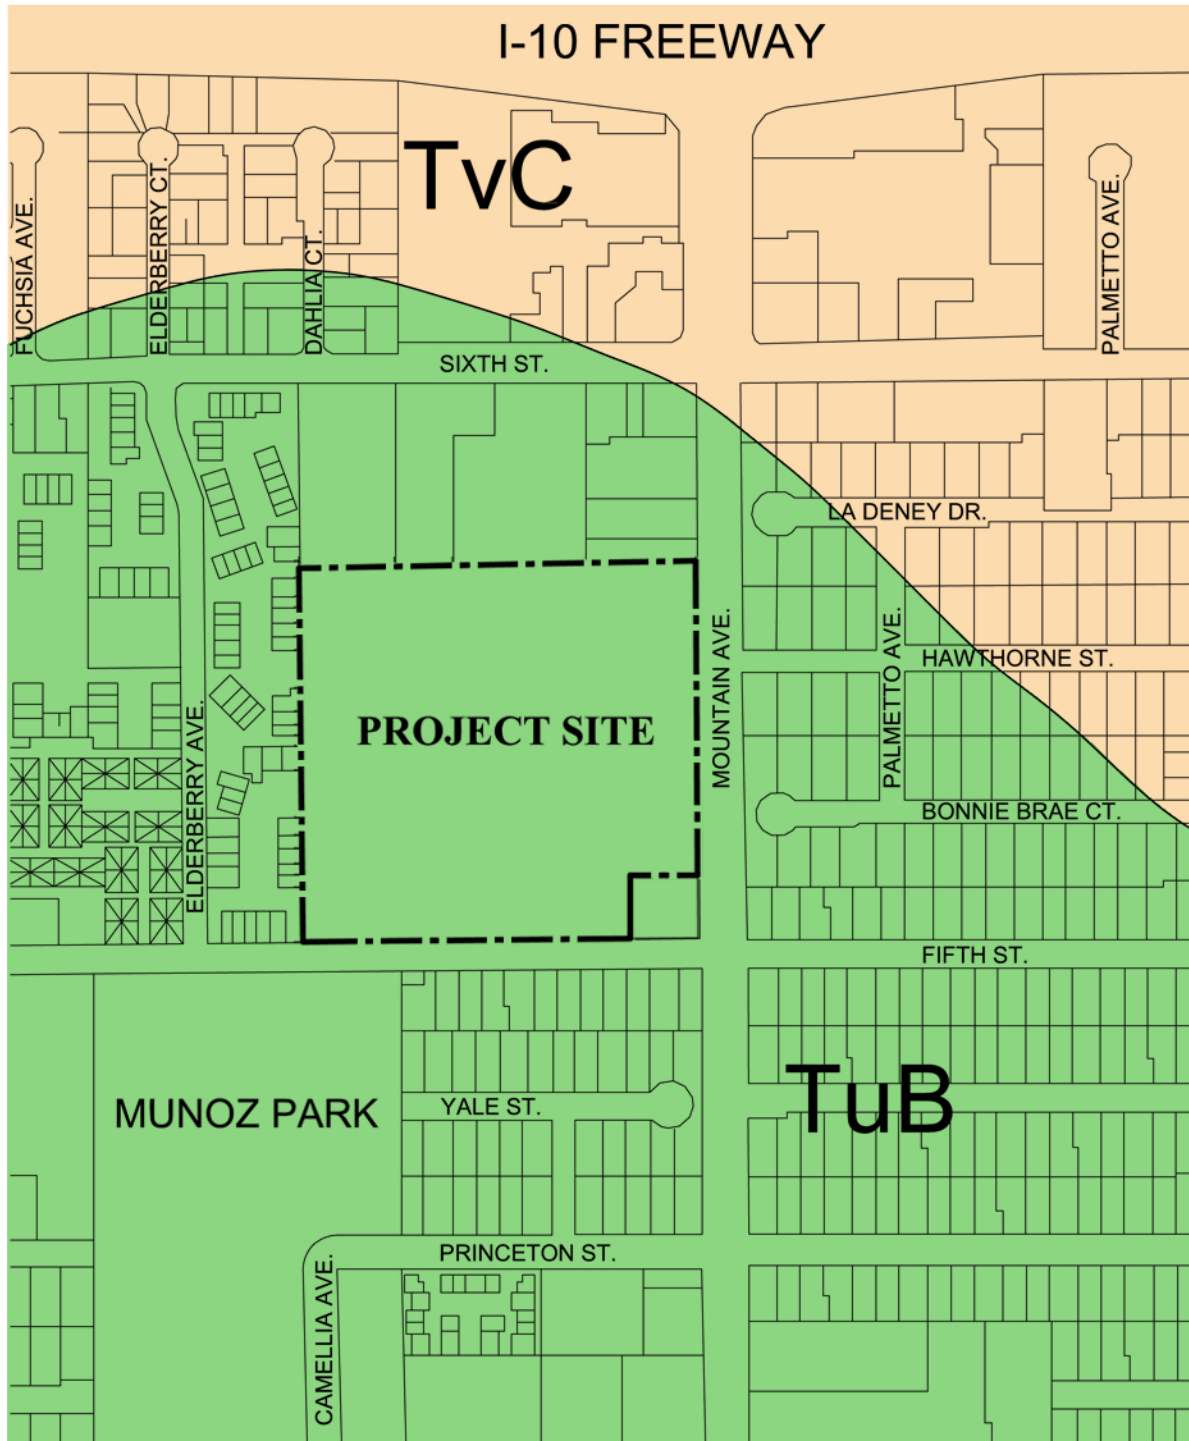 I-10 FREEWAY
TvC
FUCHSIA AVE.
ELDERBERRY CT.
DAHLIA CT.
PALMETTO AVE.
SIXTH ST.
LA DENEY DR.
MOUNTAIN AVE.
PALMETTO AVE.
HAWTHORNE ST.
PROJECT SITE
ELDERBERRY AVE.
BONNIE BRAE CT.
FIFTH ST.
MUNOZ PARK
YALE ST.
TuB
PRINCETON ST.
CAMELLIA AVE.